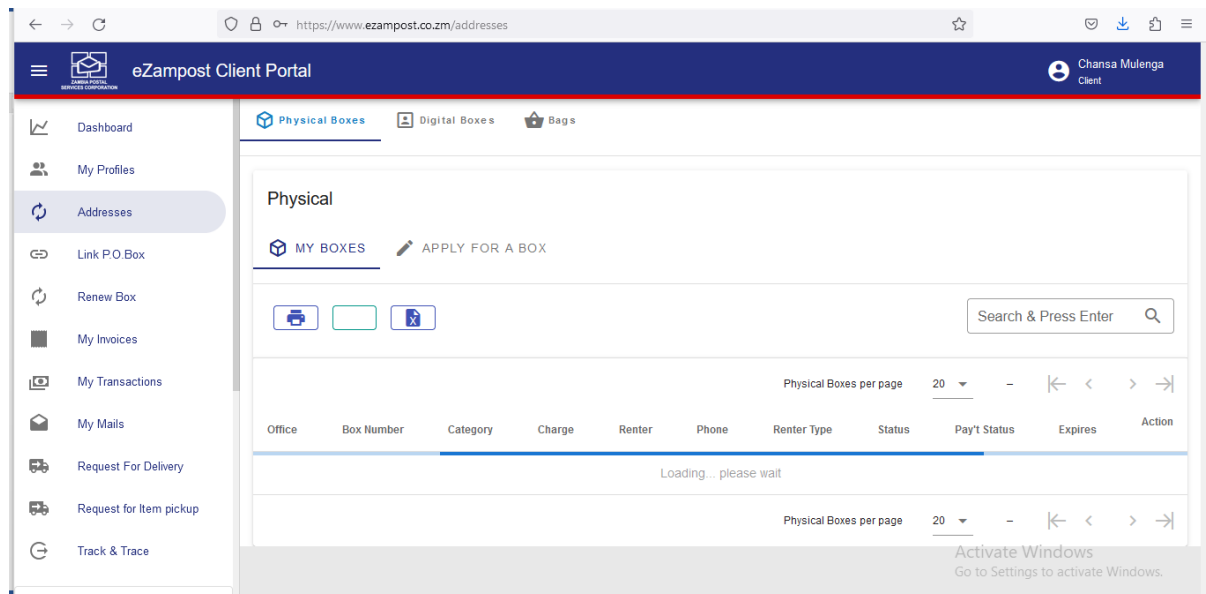 https://www.ezampost.co.zm/addresses
ZAMBIA POSTAL
SERVICES CORPORATION
eZampost Client Portal
Chansa Mulenga
Client
Dashboard
My Profiles
Addresses
Link P.O.Box
Renew Box
My Invoices
My Transactions
My Mails
Request For Delivery
Request for Item pickup
Track & Trace
Physical Boxes
Digital Boxes
Bags
Physical
MY BOXES
APPLY FOR A BOX
Search & Press Enter
Physical Boxes per page 20 –
Office Box Number Category Charge Renter Phone Renter Type Status Pay't Status Expires Action
Loading... please wait
Physical Boxes per page 20 –
Activate Windows
Go to Settings to activate Windows.